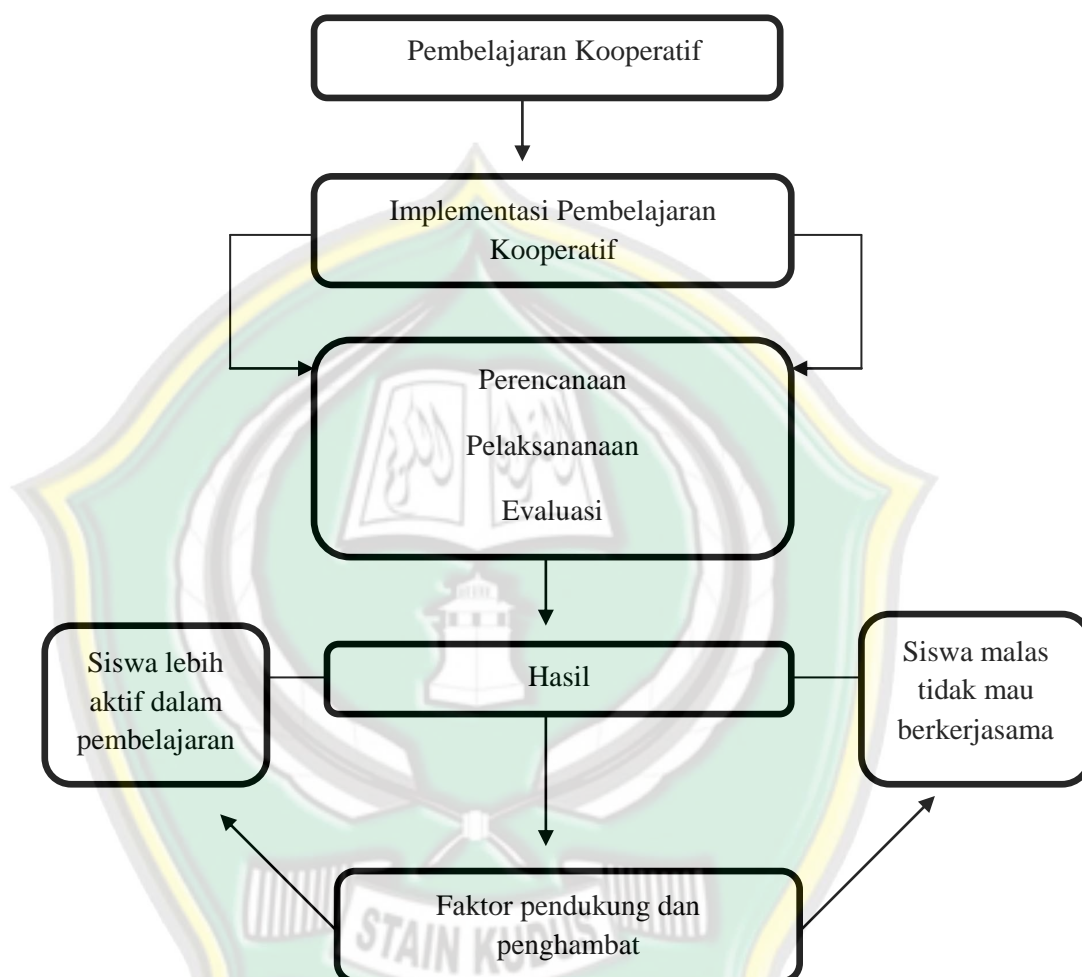 Pembelajaran Kooperatif
Implementasi Pembelajaran
Kooperatif
Perencanaan
Pelaksananaan
Evaluasi
Siswa lebih
aktif dalam
pembelajaran
Hasil
Siswa malas
tidak mau
berkerjasama
Faktor pendukung dan
penghambat
STAIN KUDUS